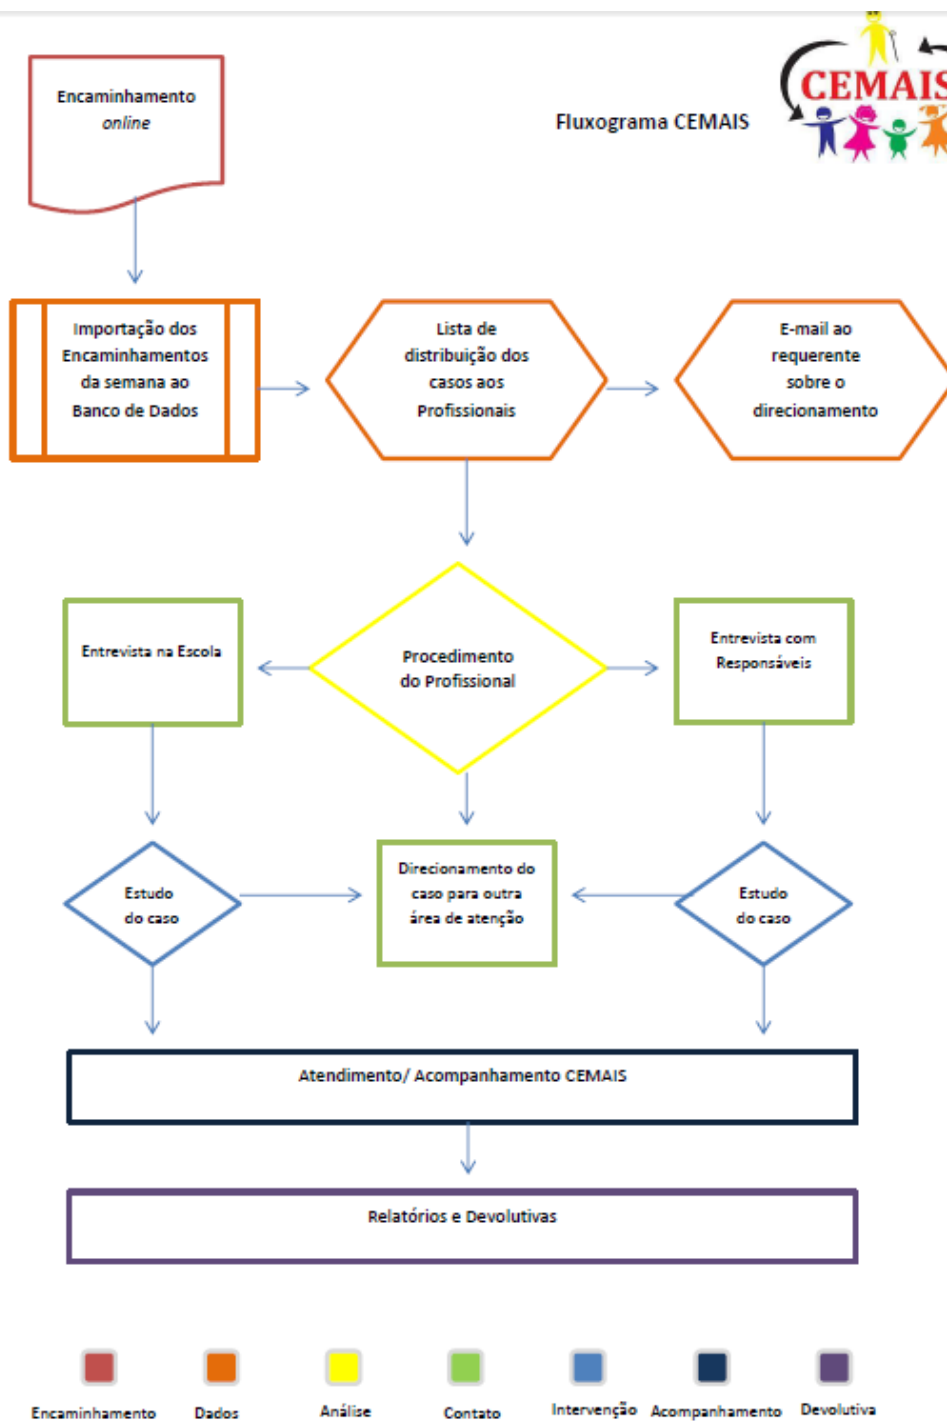 Encaminhamento
online
Fluxograma CEMAIS
CEMAIS
Importação dos
Encaminhamentos
da semana ao
Banco de Dados
Lista de
distribuição dos
casos aos
Profissionais
E-mail ao
requerente
sobre o
direcionamento
Entrevista na Escola
Procedimento
do Profissional
Entrevista com
Responsáveis
Estudo
do caso
Direcionamento do
caso para outra
área de atenção
Estudo
do caso
Atendimento/ Acompanhamento CEMAIS
Relatórios e Devolutivas
Encaminhamento
Dados
Análise
Contato
Intervenção
Acompanhamento
Devolutiva